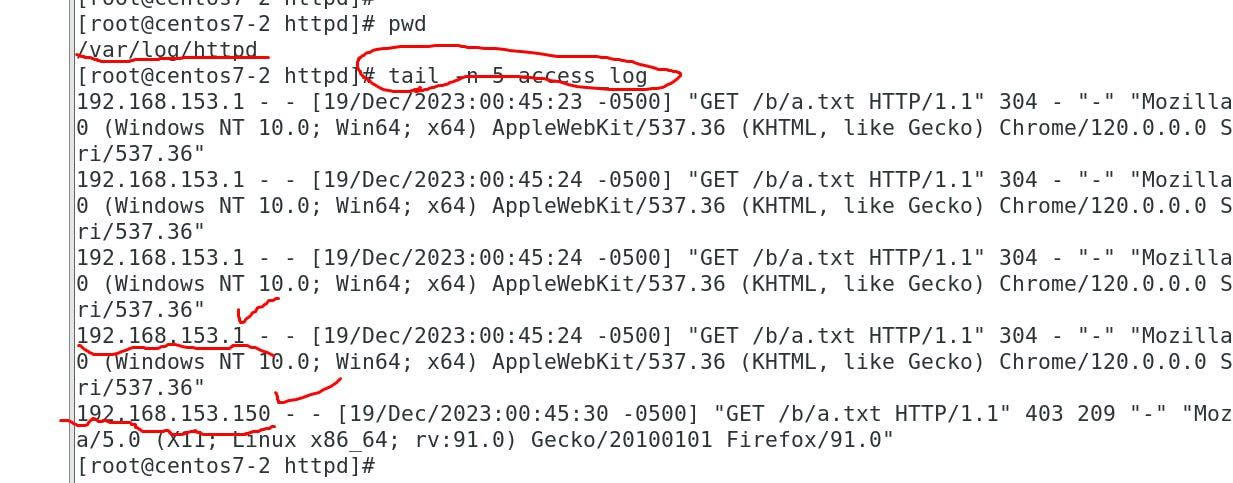 [root@centos7-2 httpd]#
[root@centos7-2 httpd]# pwd
/var/log/httpd
[root@centos7-2 httpd]# tail -n 5 access_log
192.168.153.1 - - [19/Dec/2023:00:45:23 -0500] "GET /b/a.txt HTTP/1.1" 304 - "-" "Mozilla
0 (Windows NT 10.0; Win64; x64) AppleWebKit/537.36 (KHTML, like Gecko) Chrome/120.0.0.0 S
ri/537.36"
192.168.153.1 - - [19/Dec/2023:00:45:24 -0500] "GET /b/a.txt HTTP/1.1" 304 - "-" "Mozilla
0 (Windows NT 10.0; Win64; x64) AppleWebKit/537.36 (KHTML, like Gecko) Chrome/120.0.0.0 S
ri/537.36"
192.168.153.1 - - [19/Dec/2023:00:45:24 -0500] "GET /b/a.txt HTTP/1.1" 304 - "-" "Mozilla
0 (Windows NT 10.0; Win64; x64) AppleWebKit/537.36 (KHTML, like Gecko) Chrome/120.0.0.0 S
ri/537.36"
192.168.153.1 - - [19/Dec/2023:00:45:24 -0500] "GET /b/a.txt HTTP/1.1" 304 - "-" "Mozilla
0 (Windows NT 10.0; Win64; x64) AppleWebKit/537.36 (KHTML, like Gecko) Chrome/120.0.0.0 S
ri/537.36"
192.168.153.150 - - [19/Dec/2023:00:45:30 -0500] "GET /b/a.txt HTTP/1.1" 403 209 "-" "Moz
a/5.0 (X11; Linux x86_64; rv:91.0) Gecko/20100101 Firefox/91.0"
[root@centos7-2 httpd]#